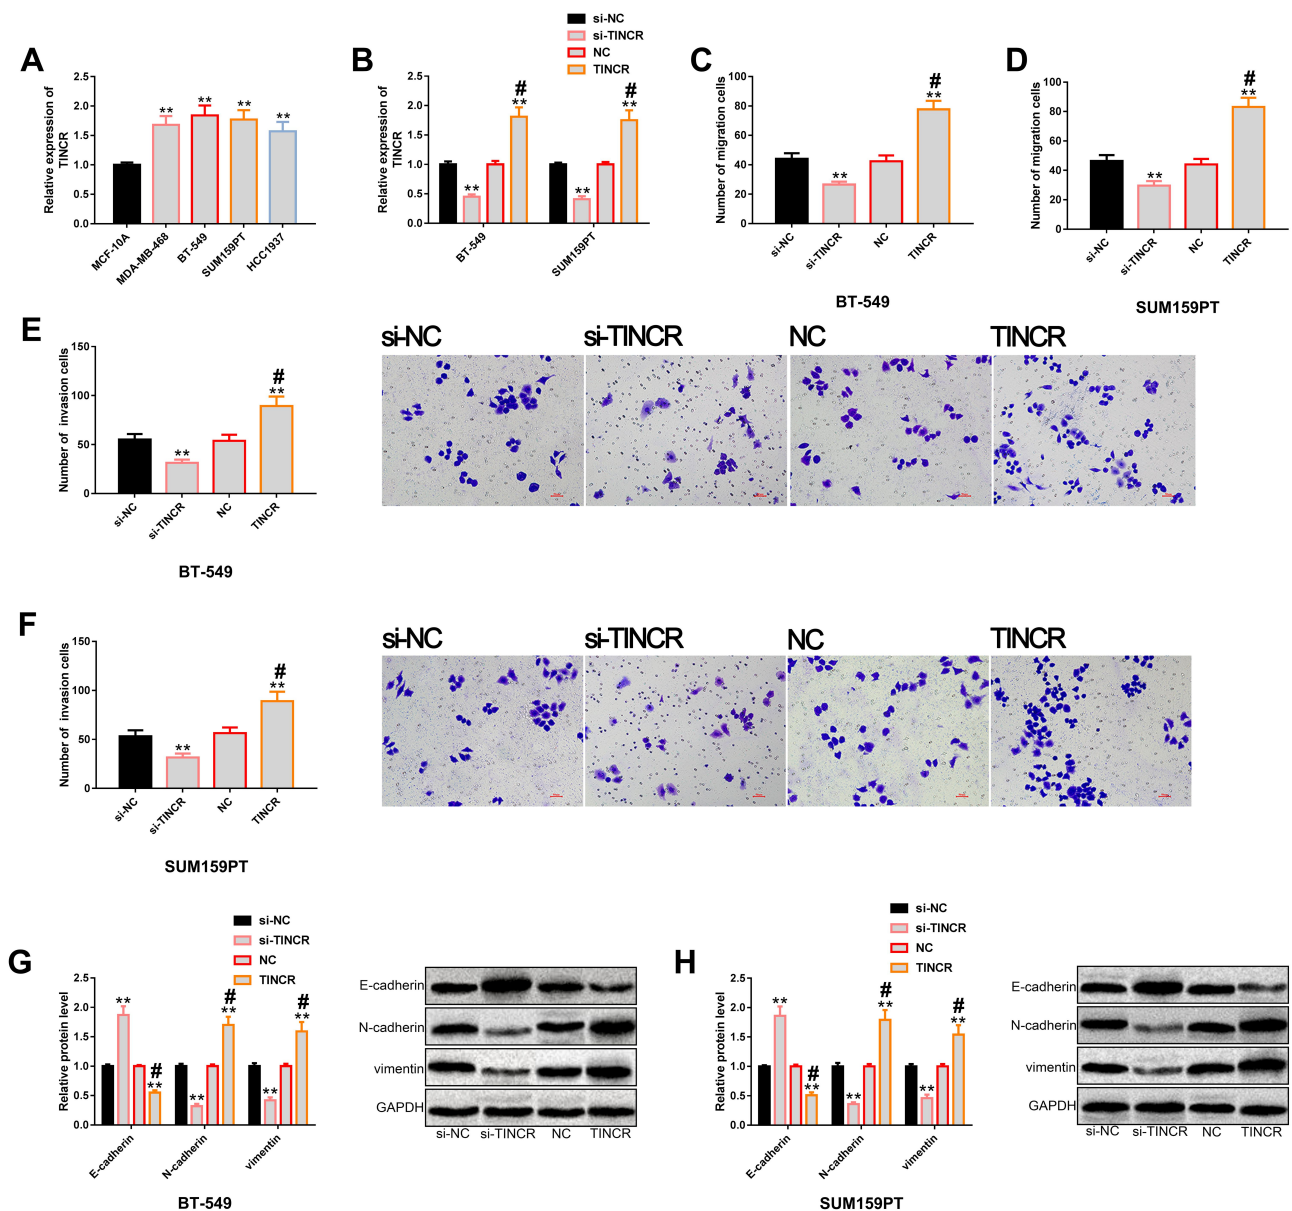 A
Relative expression of
TINCR
2.5
2.0
1.5
1.0
0.5
0.0
**
**
**
**
MCF-10A
MDA-MB-468
BT-549
SUM159PT
HCC1937
B
si-NC
si-TINCR
NC
TINCR
Relative expression of
TINCR
2.5
2.0
1.5
1.0
0.5
0.0
**
#
**
**
#
**
BT-549
SUM159PT
C
Number of migration cells
100
80
60
40
20
0
**
#
**
si-NC
si-TINCR
NC
TINCR
BT-549
D
Number of migration cells
100
80
60
40
20
0
**
#
**
si-NC
si-TINCR
NC
TINCR
SUM159PT
E
Number of invasion cells
150
100
50
0
**
#
**
si-NC
si-TINCR
NC
TINCR
BT-549
si-NC
si-TINCR
NC
TINCR
F
Number of invasion cells
150
100
50
0
**
#
**
si-NC
si-TINCR
NC
TINCR
SUM159PT
si-NC
si-TINCR
NC
TINCR
G
si-NC
si-TINCR
NC
TINCR
Relative protein level
2.5
2.0
1.5
1.0
0.5
0.0
**
#
**
**
#
**
**
#
**
E-cadherin
N-cadherin
vimentin
BT-549
E-cadherin
N-cadherin
vimentin
GAPDH
si-NC
si-TINCR
NC
TINCR
H
si-NC
si-TINCR
NC
TINCR
Relative protein level
2.5
2.0
1.5
1.0
0.5
0.0
**
#
**
**
#
**
**
#
**
E-cadherin
N-cadherin
vimentin
SUM159PT
E-cadherin
N-cadherin
vimentin
GAPDH
si-NC
si-TINCR
NC
TINCR